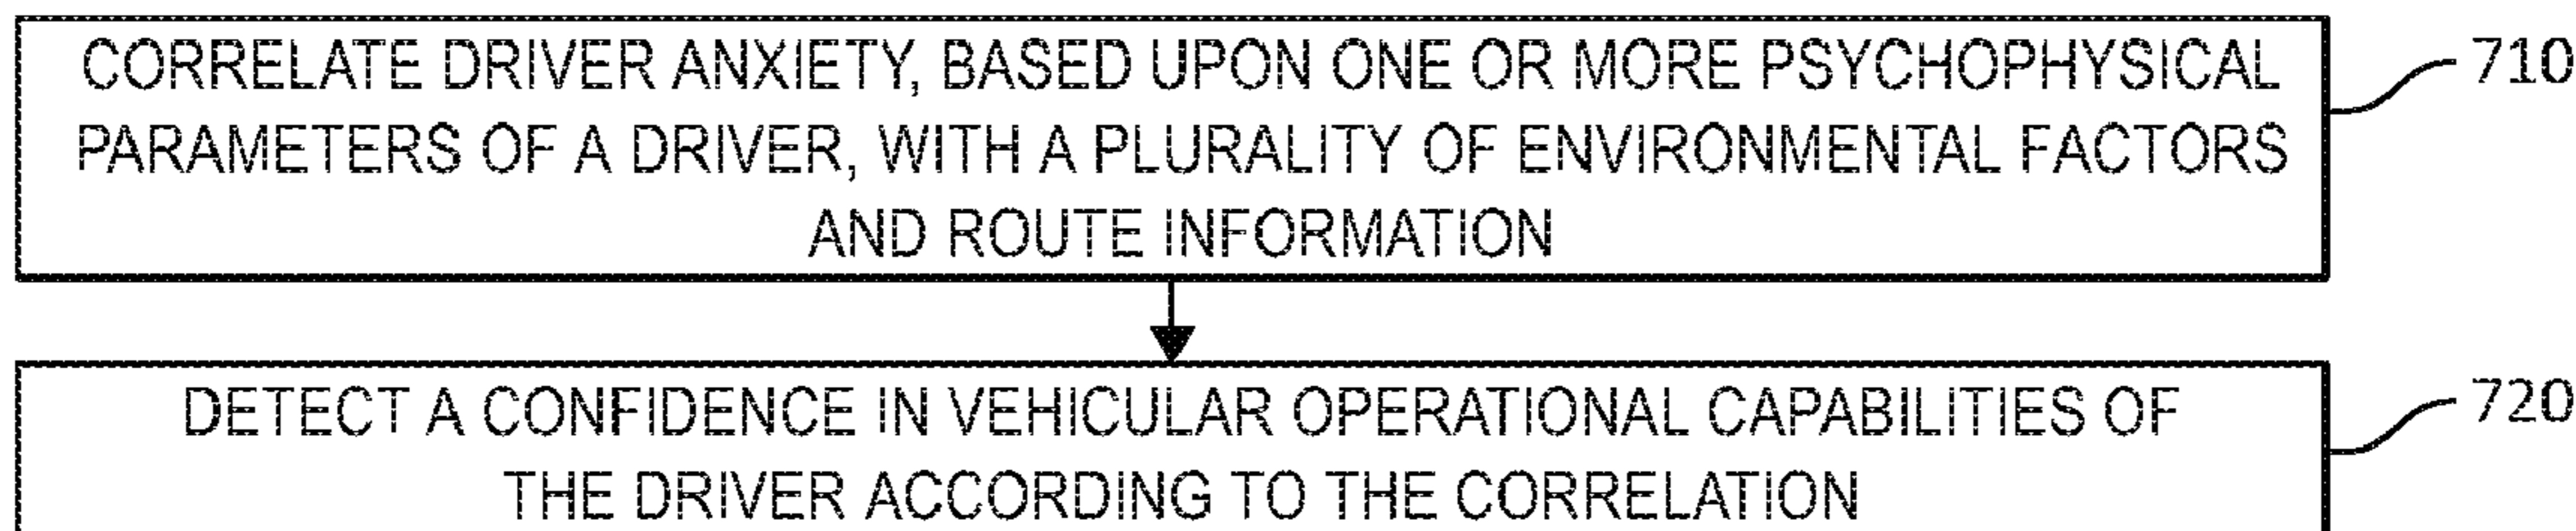 CORRELATE DRIVER ANXIETY, BASED UPON ONE OR MORE PSYCHOPHYSICAL
PARAMETERS OF A DRIVER, WITH A PLURALITY OF ENVIRONMENTAL FACTORS
AND ROUTE INFORMATION
710
DETECT A CONFIDENCE IN VEHICULAR OPERATIONAL CAPABILITIES OF
THE DRIVER ACCORDING TO THE CORRELATION
720